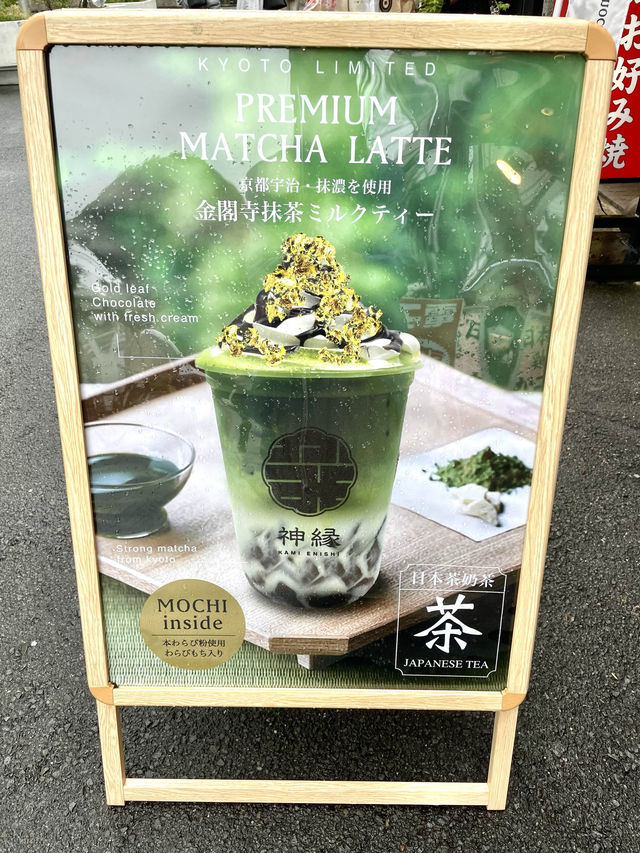 KYOTO LIMITED
PREMIUM
MATCHA LATTE
京都宇治・抹濃を使用
金閣寺抹茶ミルクティー
Gold leaf
Chocolate
with fresh cream
神縁
KAMI ENISHI
Strong matcha
from kyoto
MOCHI
inside
本わらび粉使用
わらびもち入り
日本茶奶茶
茶
JAPANESE TEA
お好み焼